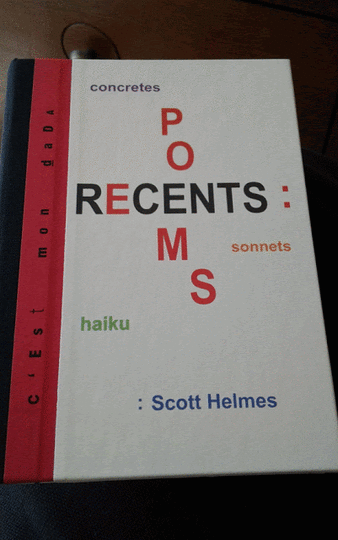 concretes
P
O
RECENTS :
M
sonnets
S
haiku
: Scott Helmes
C'Est mon daDA